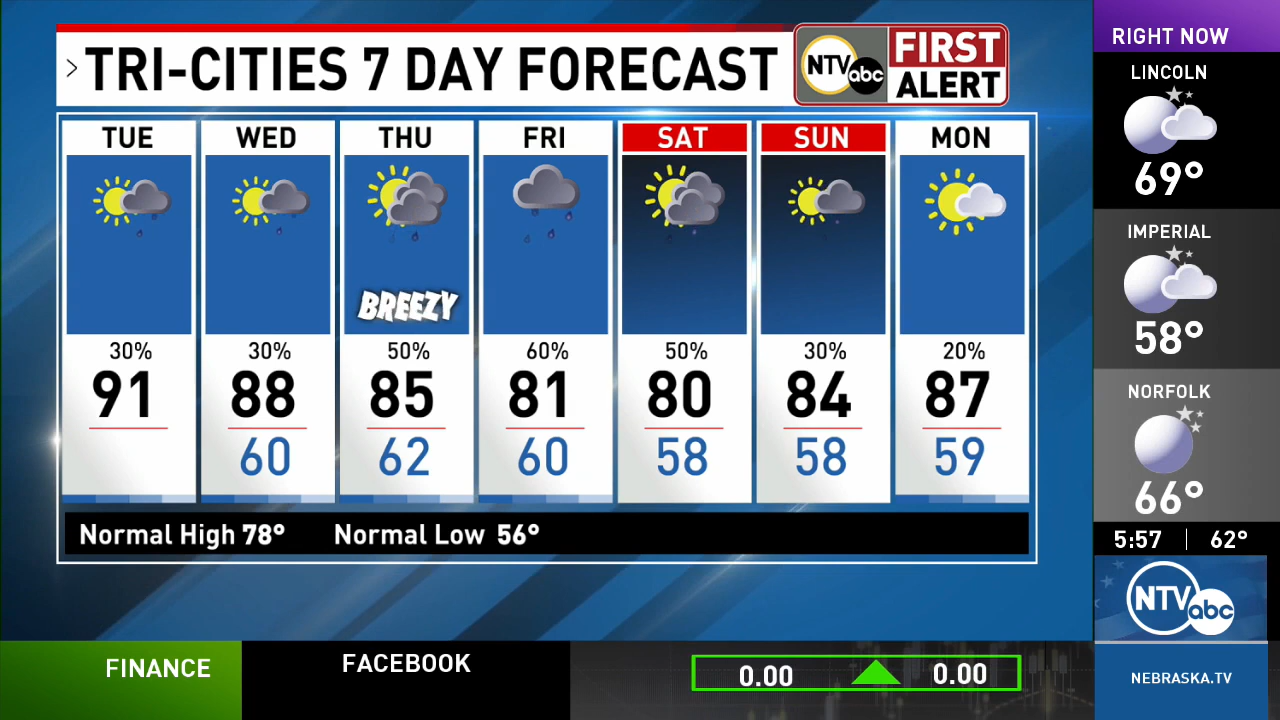 TRI-CITIES 7 DAY FORECAST
NTV abc FIRST ALERT
TUE WED THU FRI SAT SUN MON
BREEZY
30% 30% 50% 60% 50% 30% 20%
91 88 85 81 80 84 87
60 62 60 58 58 59
Normal High 78° Normal Low 56°
RIGHT NOW
LINCOLN
69°
IMPERIAL
58°
NORFOLK
66°
5:57 62°
NTV abc
NEBRASKA.TV
FINANCE FACEBOOK 0.00 0.00